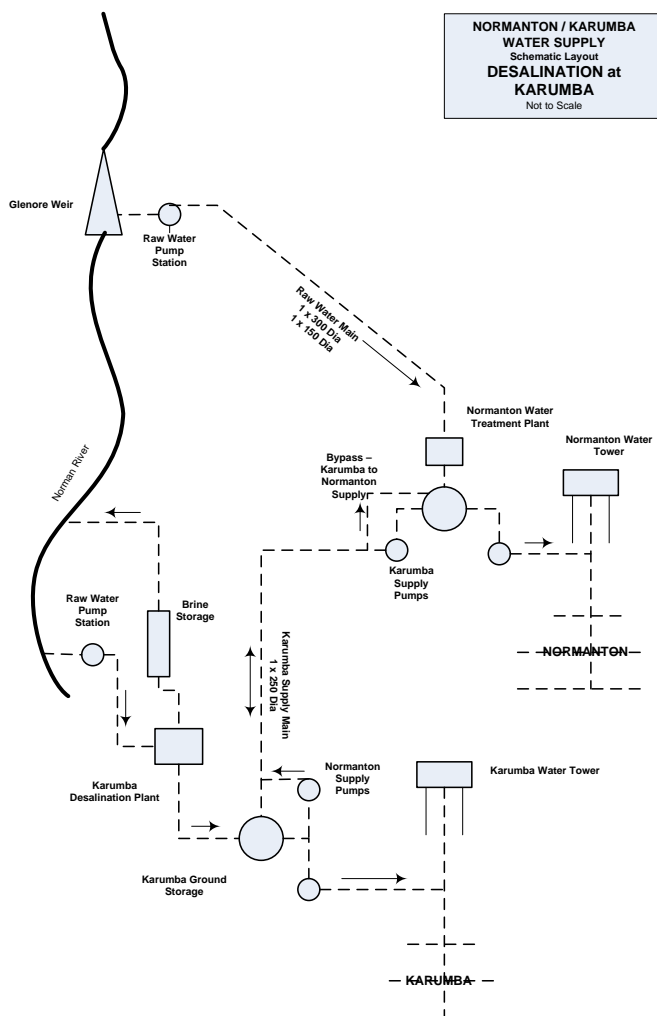 NORMANTON / KARUMBA
WATER SUPPLY
Schematic Layout
DESALINATION at
KARUMBA
Not to Scale
Glenore Weir
Raw Water
Pump
Station
Raw Water Main
1 x 300 Dia
1 x 150 Dia
Normanton Water
Treatment Plant
Normanton Water
Tower
Bypass –
Karumba to
Normanton
Supply
Norman River
Karumba
Supply
Pumps
Raw Water
Pump
Station
Brine
Storage
Karumba Supply Main
1 x 250 Dia
NORMANTON
Karumba
Desalination Plant
Normanton
Supply
Pumps
Karumba Water Tower
Karumba Ground
Storage
KARUMBA